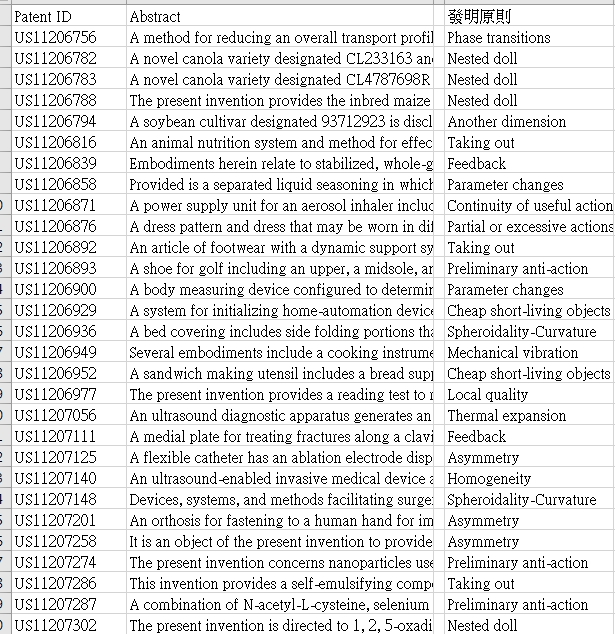 Patent ID Abstract 發明原則
US11206756 A method for reducing an overall transport profil Phase transitions
US11206782 A novel canola variety designated CL233163 an Nested doll
US11206783 A novel canola variety designated CL4787698R Nested doll
US11206788 The present invention provides the inbred maize Nested doll
US11206794 A soybean cultivar designated 93712923 is discl Another dimension
US11206816 An animal nutrition system and method for effec Taking out
US11206839 Embodiments herein relate to stabilized, whole-g Feedback
US11206858 Provided is a separated liquid seasoning in which Parameter changes
US11206871 A power supply unit for an aerosol inhaler includ Continuity of useful action
US11206876 A dress pattern and dress that may be worn in dif Partial or excessive actions
US11206892 An article of footwear with a dynamic support sy Taking out
US11206893 A shoe for golf including an upper, a midsole, an Preliminary anti-action
US11206900 A body measuring device configured to determin Parameter changes
US11206929 A system for initializing home-automation device Cheap short-living objects
US11206936 A bed covering includes side folding portions tha Spheroidality-Curvature
US11206949 Several embodiments include a cooking instrume Mechanical vibration
US11206952 A sandwich making utensil includes a bread supp Cheap short-living objects
US11206977 The present invention provides a reading test to r Local quality
US11207056 An ultrasound diagnostic apparatus generates an Thermal expansion
US11207111 A medial plate for treating fractures along a clavi Feedback
US11207125 A flexible catheter has an ablation electrode disp Asymmetry
US11207140 An ultrasound-enabled invasive medical device a Homogeneity
US11207148 Devices, systems, and methods facilitating surge Spheroidality-Curvature
US11207201 An orthosis for fastening to a human hand for im Asymmetry
US11207258 It is an object of the present invention to provide Asymmetry
US11207274 The present invention concerns nanoparticles use Preliminary anti-action
US11207286 This invention provides a self-emulsifying comp Taking out
US11207287 A combination of N-acetyl-L-cysteine, selenium Preliminary anti-action
US11207302 The present invention is directed to 1, 2, 5-oxadi Nested doll